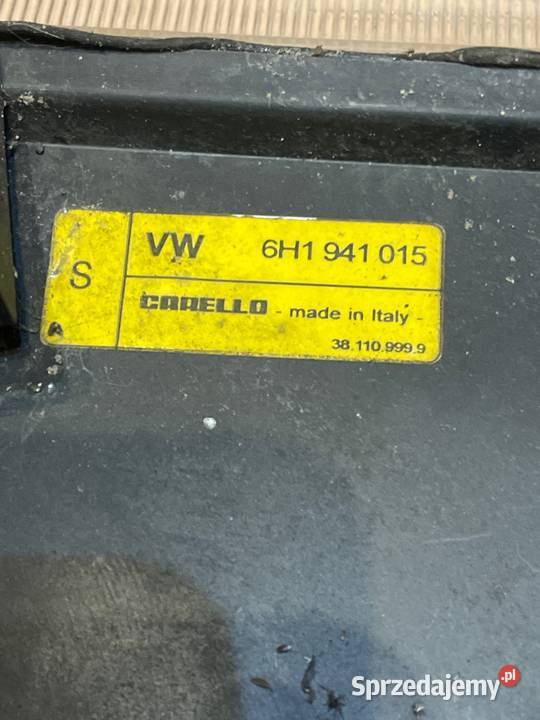 S
VW 6H1 941 015
CARELLO - made in Italy -
A
38.110.999.9
Sprzedajemy.pl